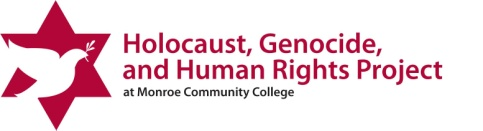 Holocaust, Genocide,
and Human Rights Project
at Monroe Community College